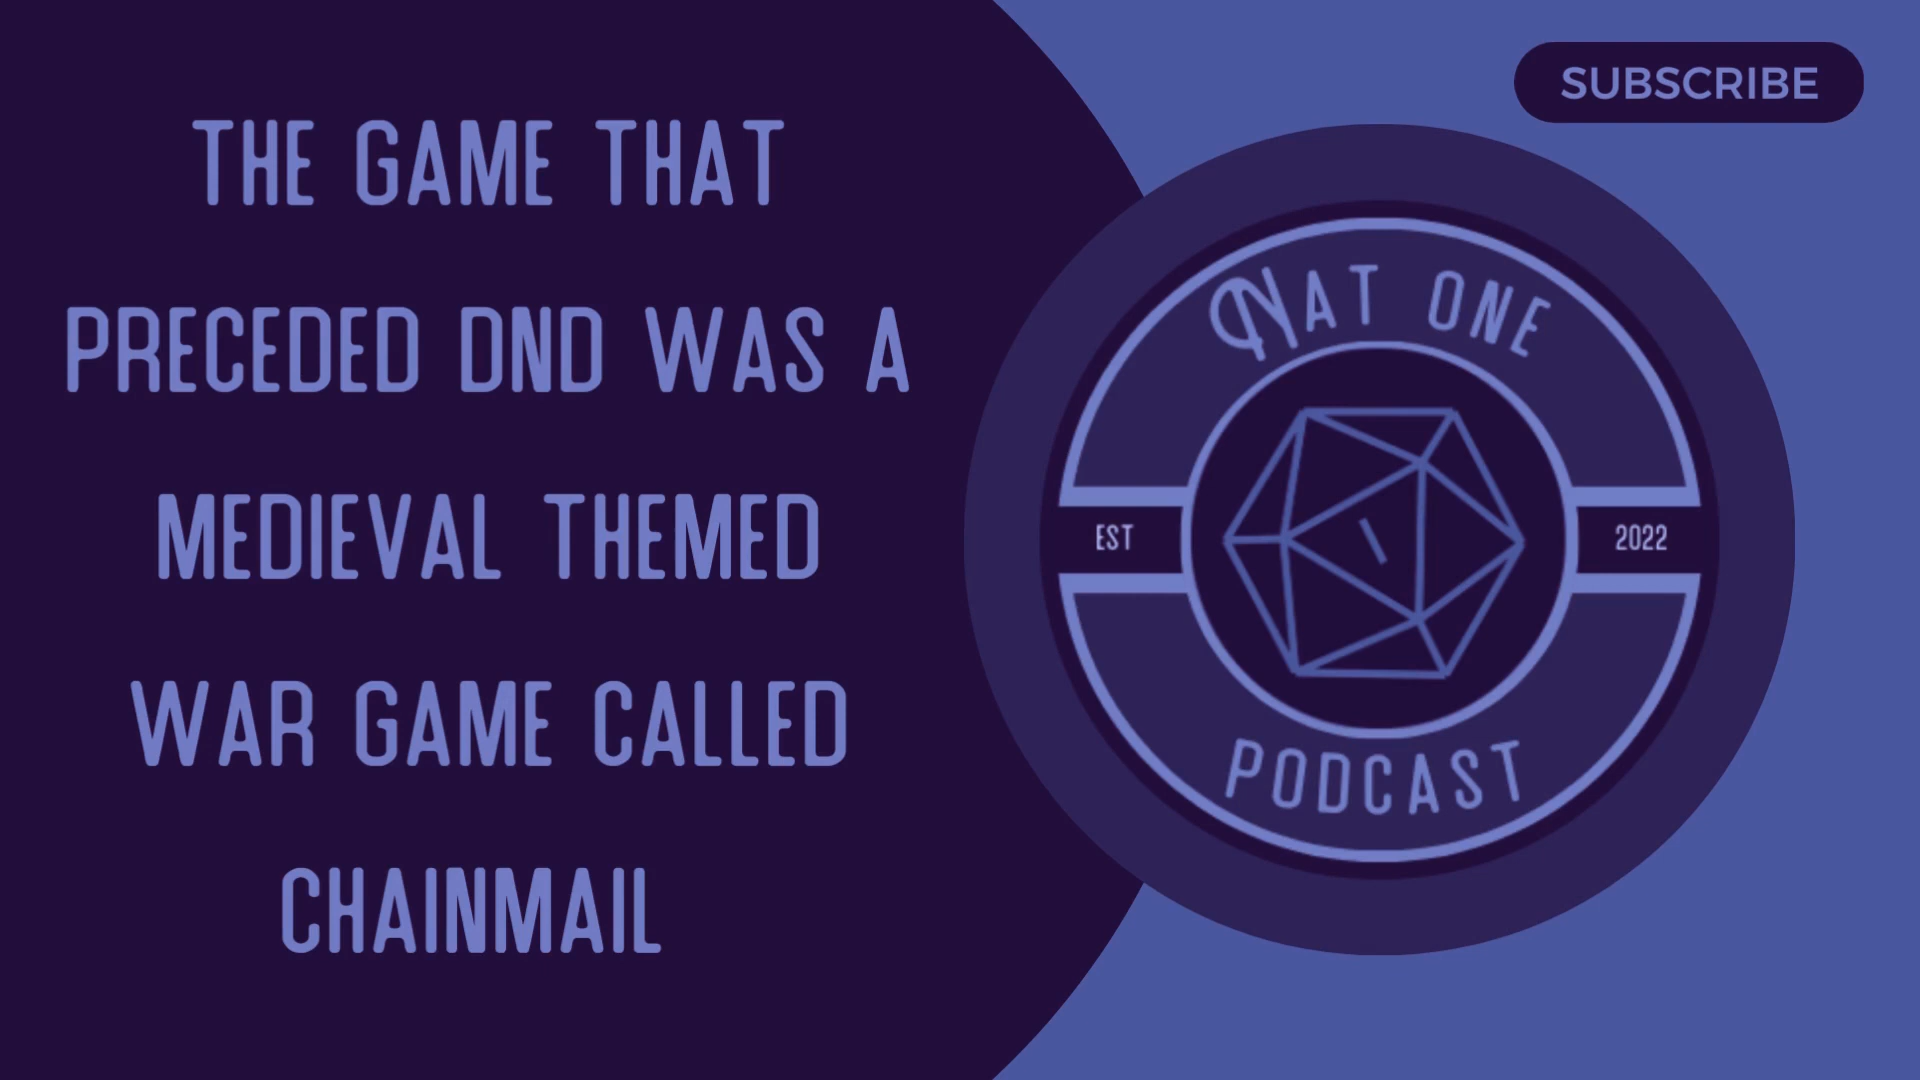 THE GAME THAT
PRECEDED DND WAS A
MEDIEVAL THEMED
WAR GAME CALLED
CHAINMAIL
SUBSCRIBE
NAT ONE
EST
2022
PODCAST